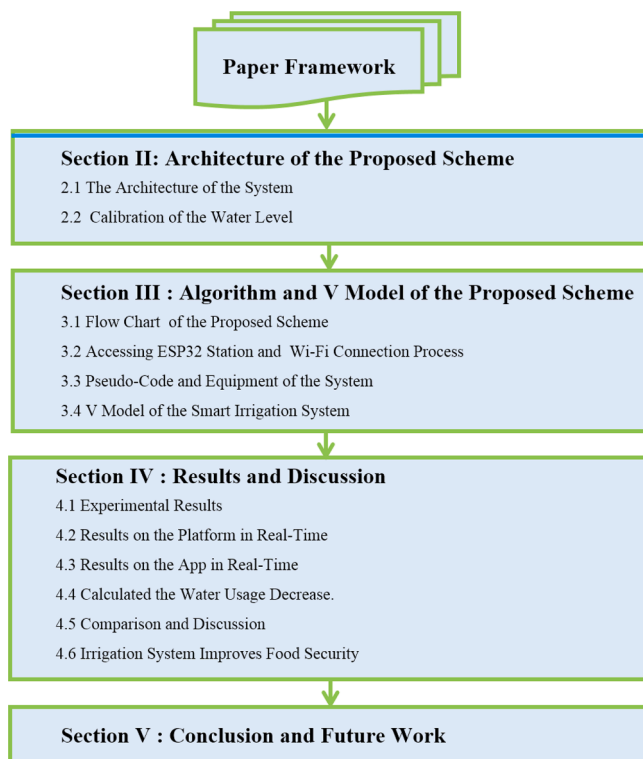 Paper Framework
Section II: Architecture of the Proposed Scheme
2.1 The Architecture of the System
2.2 Calibration of the Water Level
Section III : Algorithm and V Model of the Proposed Scheme
3.1 Flow Chart of the Proposed Scheme
3.2 Accessing ESP32 Station and Wi-Fi Connection Process
3.3 Pseudo-Code and Equipment of the System
3.4 V Model of the Smart Irrigation System
Section IV : Results and Discussion
4.1 Experimental Results
4.2 Results on the Platform in Real-Time
4.3 Results on the App in Real-Time
4.4 Calculated the Water Usage Decrease.
4.5 Comparison and Discussion
4.6 Irrigation System Improves Food Security
Section V : Conclusion and Future Work